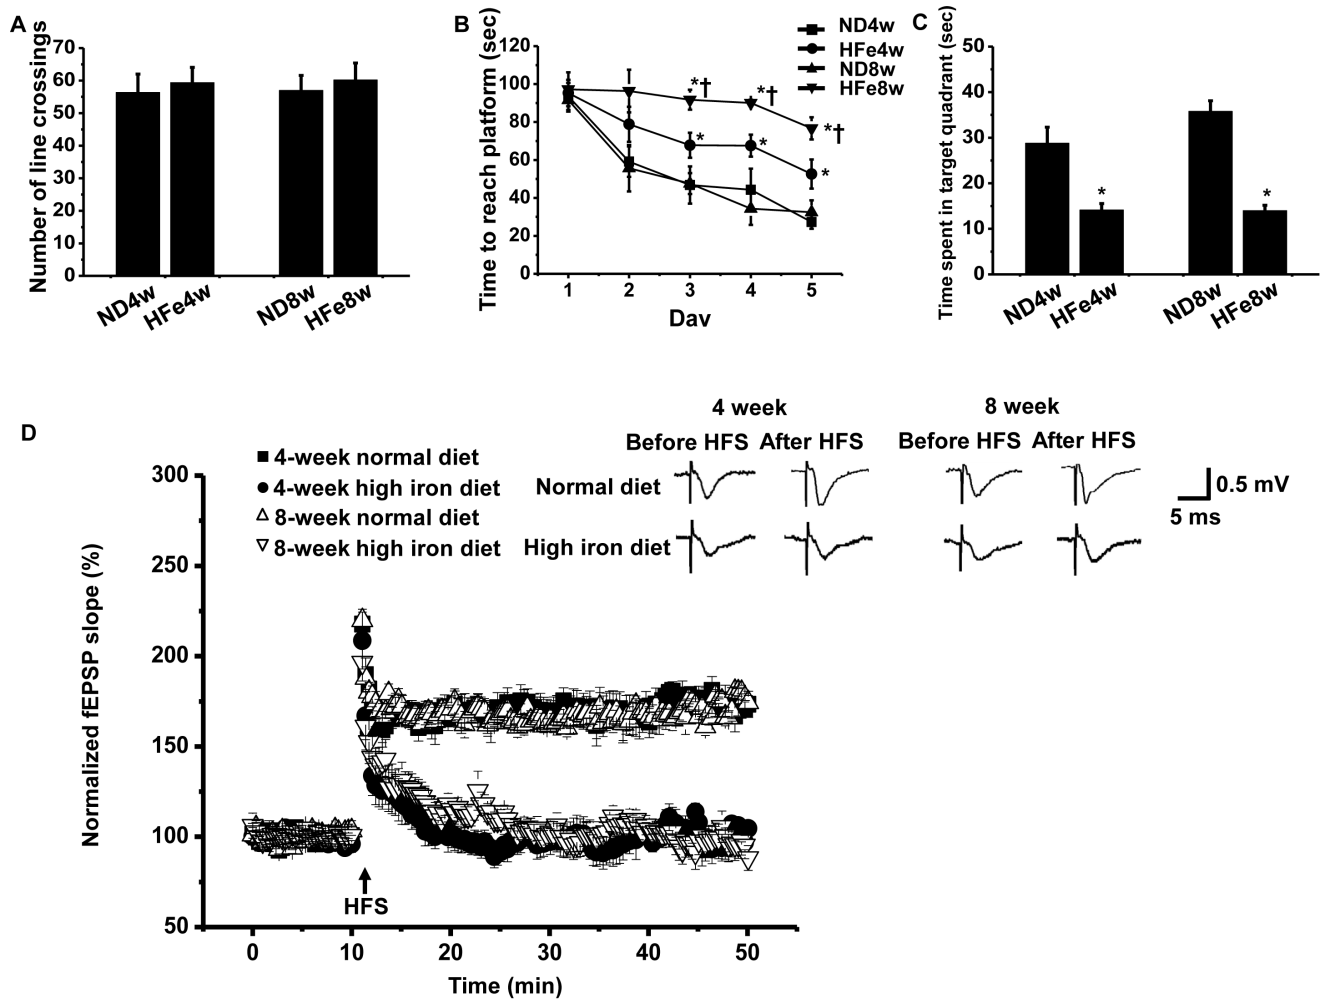 A
Number of line crossings
70
60
50
40
30
20
10
0
ND4w
HFe4w
ND8w
HFe8w
B
Time to reach platform (sec)
120
100
80
60
40
20
0
1
2
3
4
5
Dav
ND4w
HFe4w
ND8w
HFe8w
*†
*†
*†
*
*
*
C
Time spent in target quadrant (sec)
50
40
30
20
10
0
*
*
ND4w
HFe4w
ND8w
HFe8w
D
4-week normal diet
4-week high iron diet
8-week normal diet
8-week high iron diet
4 week
8 week
Before HFS After HFS
Before HFS After HFS
Normal diet
High iron diet
0.5 mV
5 ms
Normalized fEPSP slope (%)
300
250
200
150
100
50
HFS
0
10
20
30
40
50
Time (min)